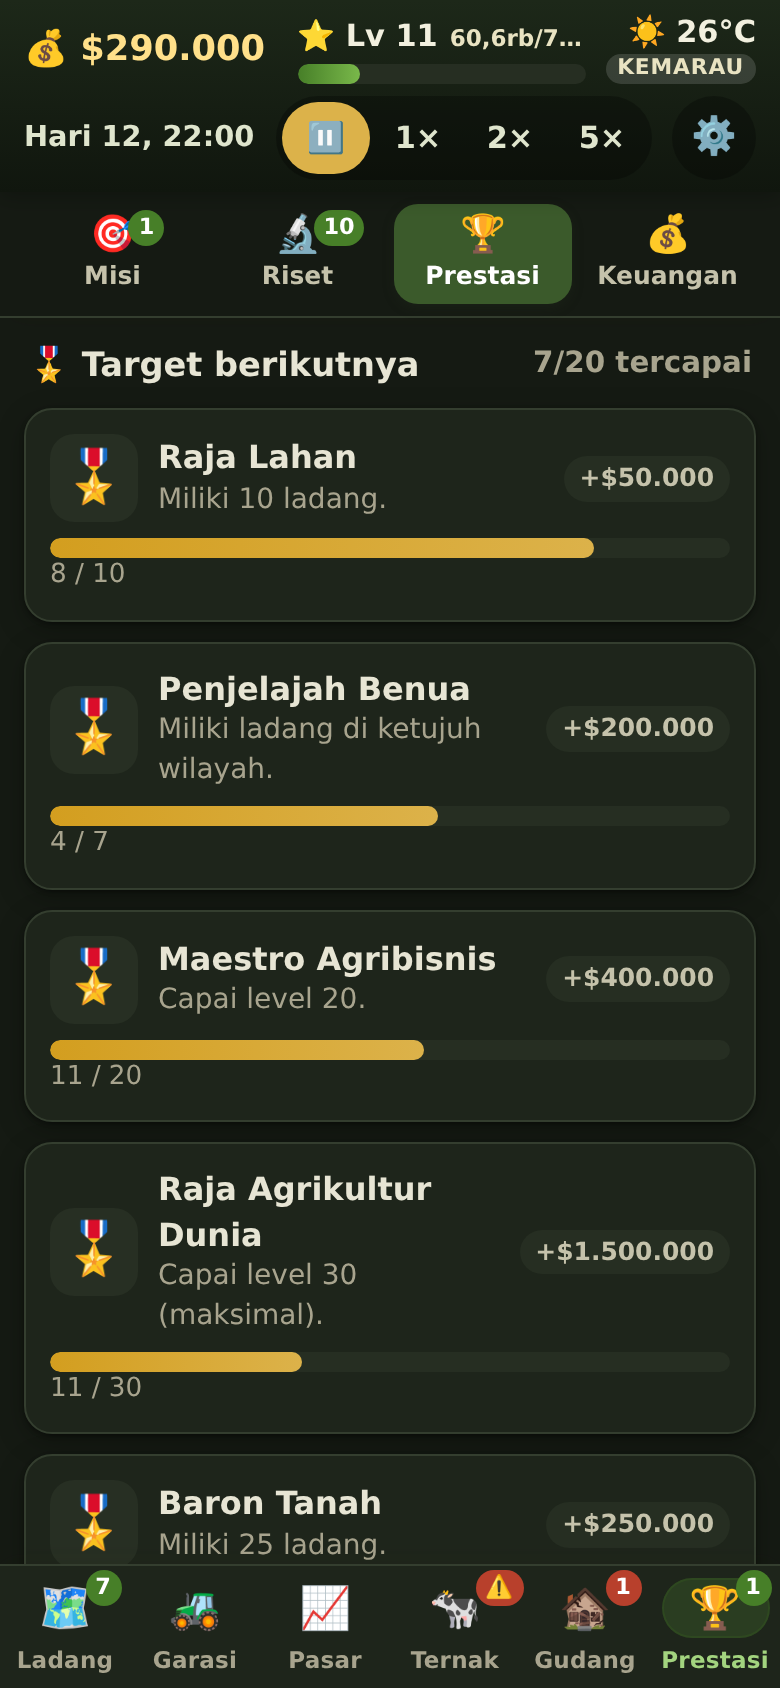 $290.000
Lv 11 60,6rb/7…
26°C
KEMARAU
Hari 12, 22:00
1× 2× 5×
1 10
Misi Riset Prestasi Keuangan
Target berikutnya 7/20 tercapai
Raja Lahan
Miliki 10 ladang.
+$50.000
8 / 10
Penjelajah Benua
Miliki ladang di ketujuh
wilayah.
+$200.000
4 / 7
Maestro Agribisnis
Capai level 20.
+$400.000
11 / 20
Raja Agrikultur
Dunia
Capai level 30
(maksimal).
+$1.500.000
11 / 30
Baron Tanah
Miliki 25 ladang.
+$250.000
7 1 1
Ladang Garasi Pasar Ternak Gudang Prestasi